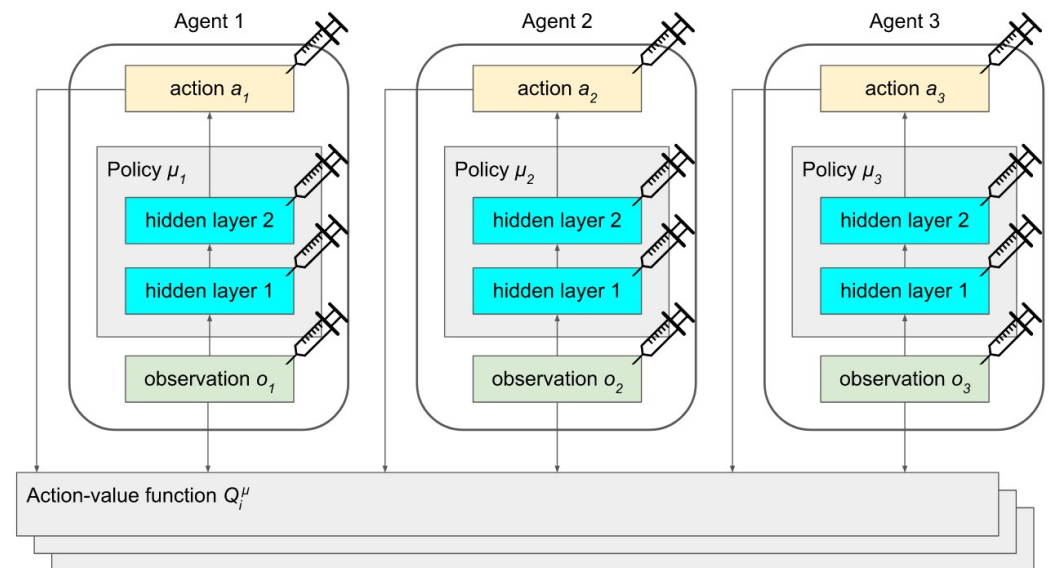 Agent 1
Agent 2
Agent 3
action a₁
action a₂
action a₃
Policy μ₁
Policy μ₂
Policy μ₃
hidden layer 2
hidden layer 2
hidden layer 2
hidden layer 1
hidden layer 1
hidden layer 1
observation o₁
observation o₂
observation o₃
Action-value function Qᵢ^μ